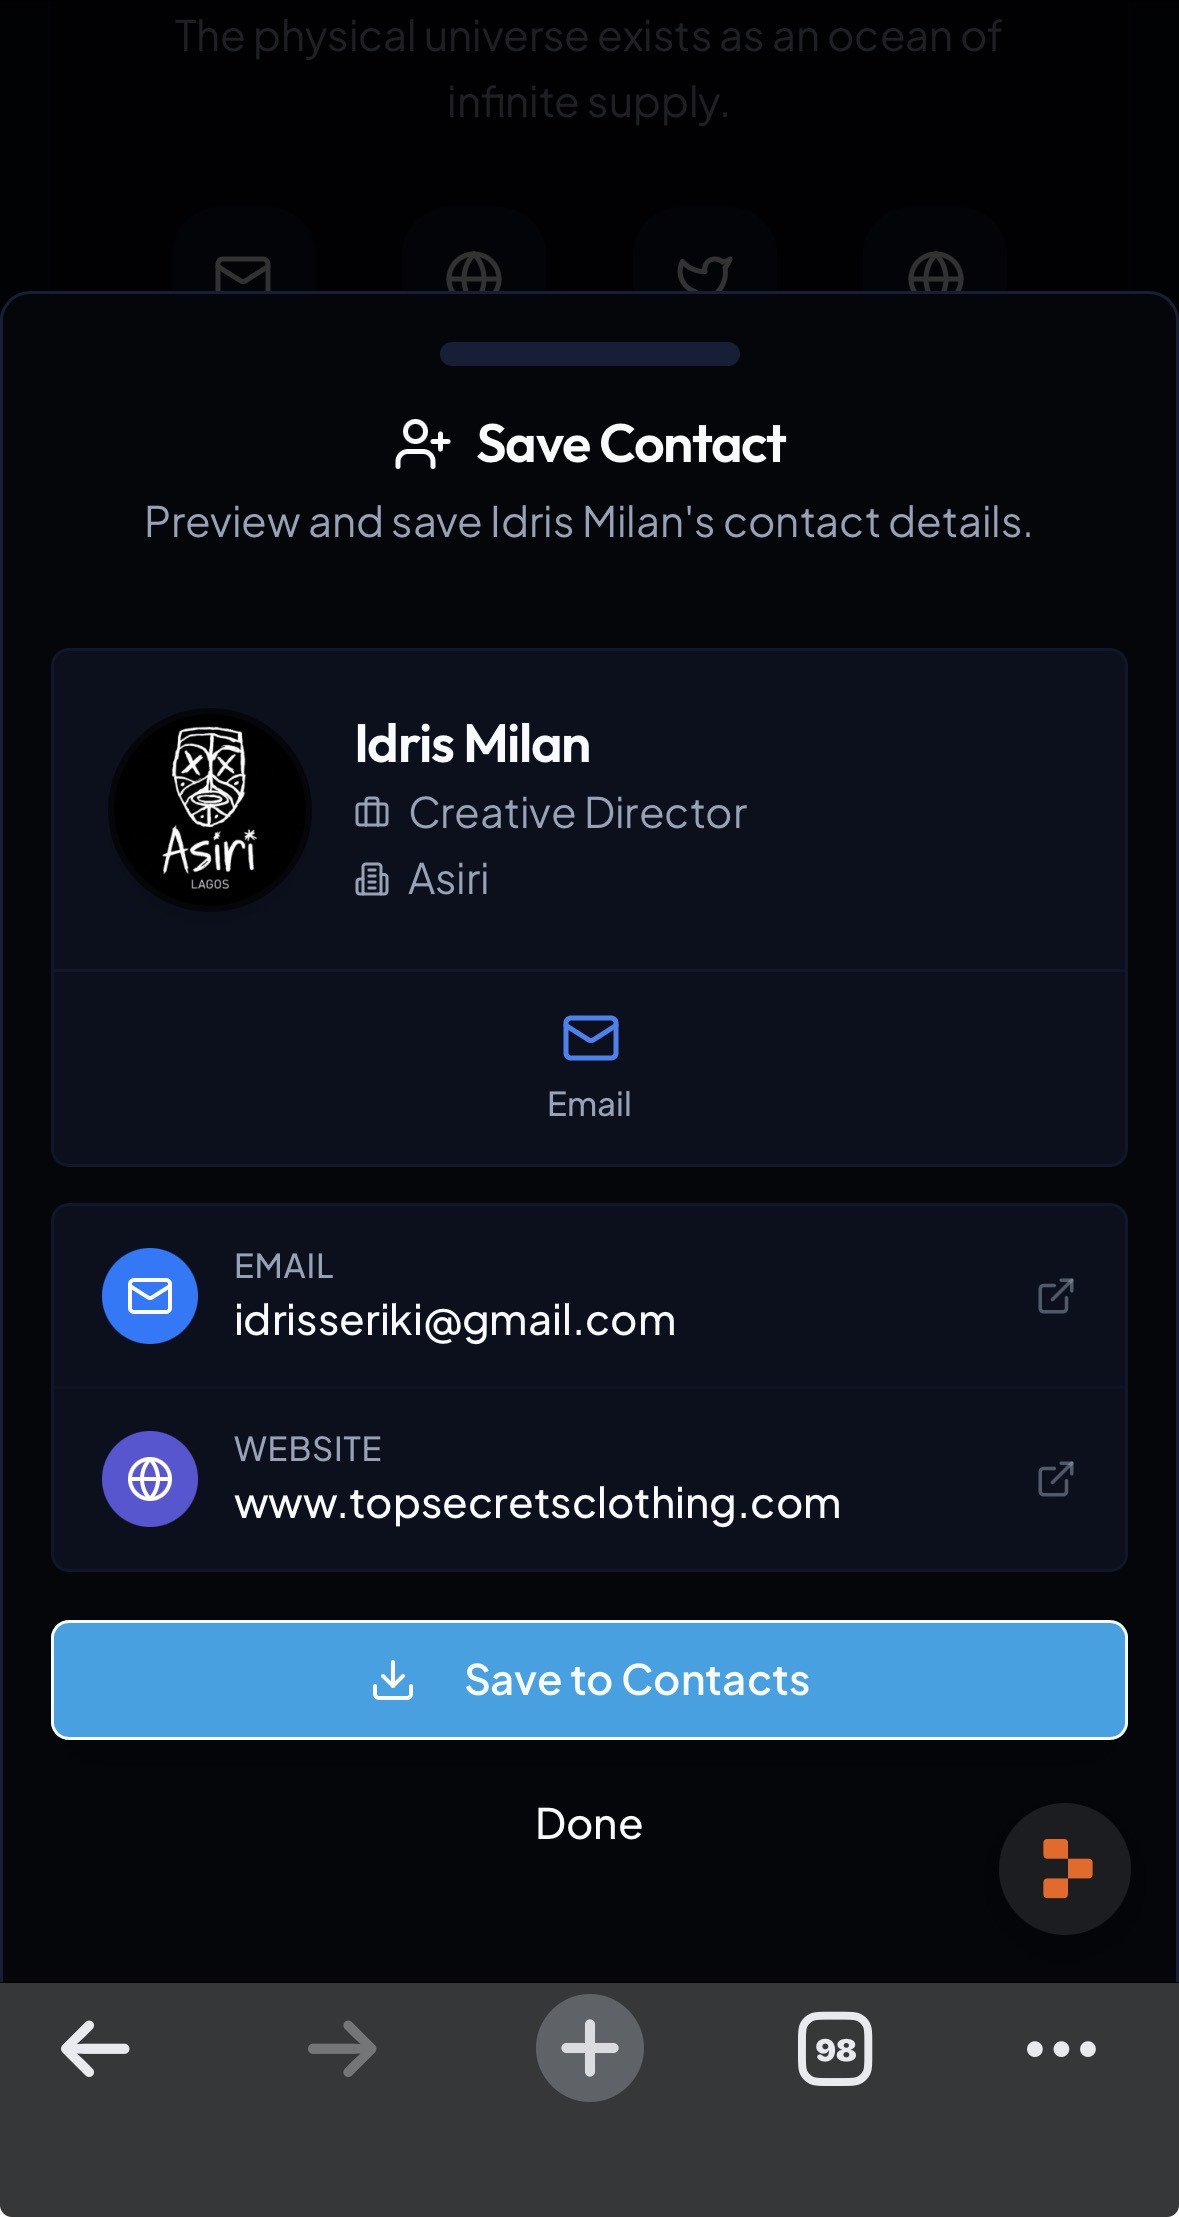 The physical universe exists as an ocean of
infinite supply.
Save Contact
Preview and save Idris Milan's contact details.
Asiri
LAGOS
Idris Milan
Creative Director
Asiri
Email
EMAIL
idrisseriki@gmail.com
WEBSITE
www.topsecretsclothing.com
Save to Contacts
Done
98